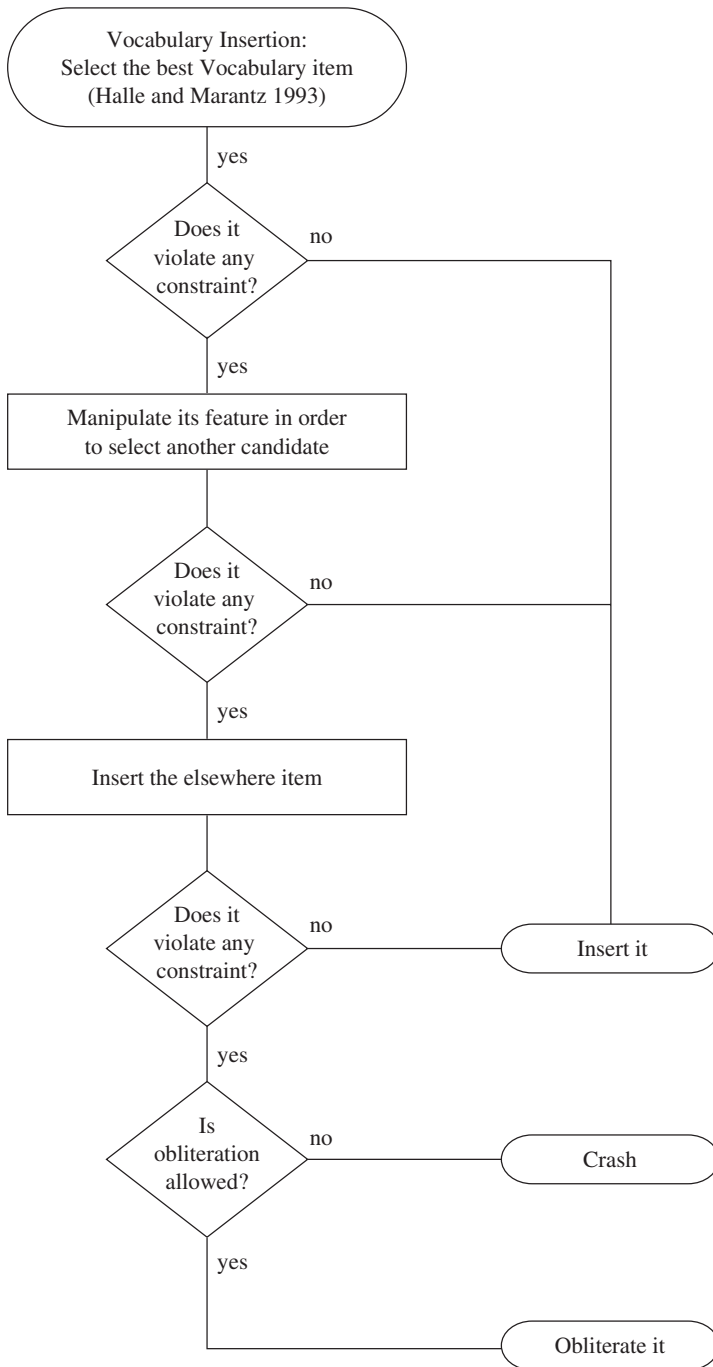 Vocabulary Insertion:
Select the best Vocabulary item
(Halle and Marantz 1993)
yes
Does it
violate any
constraint?
no
yes
Manipulate its feature in order
to select another candidate
Does it
violate any
constraint?
no
yes
Insert the elsewhere item
Does it
violate any
constraint?
no
Insert it
yes
Is
obliteration
allowed?
no
Crash
yes
Obliterate it